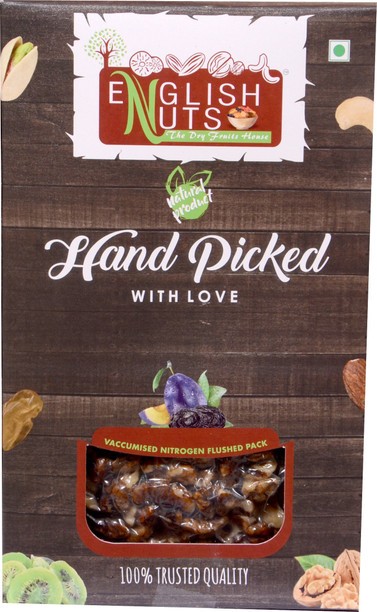 ENGLISH
NUTS
The Dry Fruits House
®
Natural
product
Hand Picked
WITH LOVE
VACCUMISED NITROGEN FLUSHED PACK
100% TRUSTED QUALITY